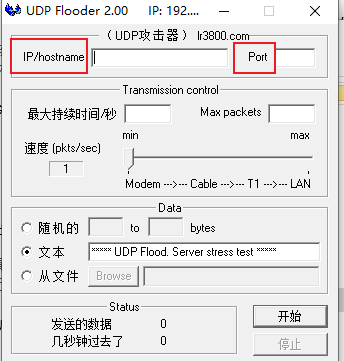 UDP Flooder 2.00 IP: 192....
(UDP攻击器) lr3800.com
IP/hostname Port
Transmission control
最大持续时间/秒 Max packets
速度 (pkts/sec) min max
1
Modem --->--- Cable --->--- T1 --->--- LAN
Data
随机的 to bytes
文本 ***** UDP Flood. Server stress test *****
从文件 Browse
Status
发送的数据 0
几秒钟过去了 0
开始
停止